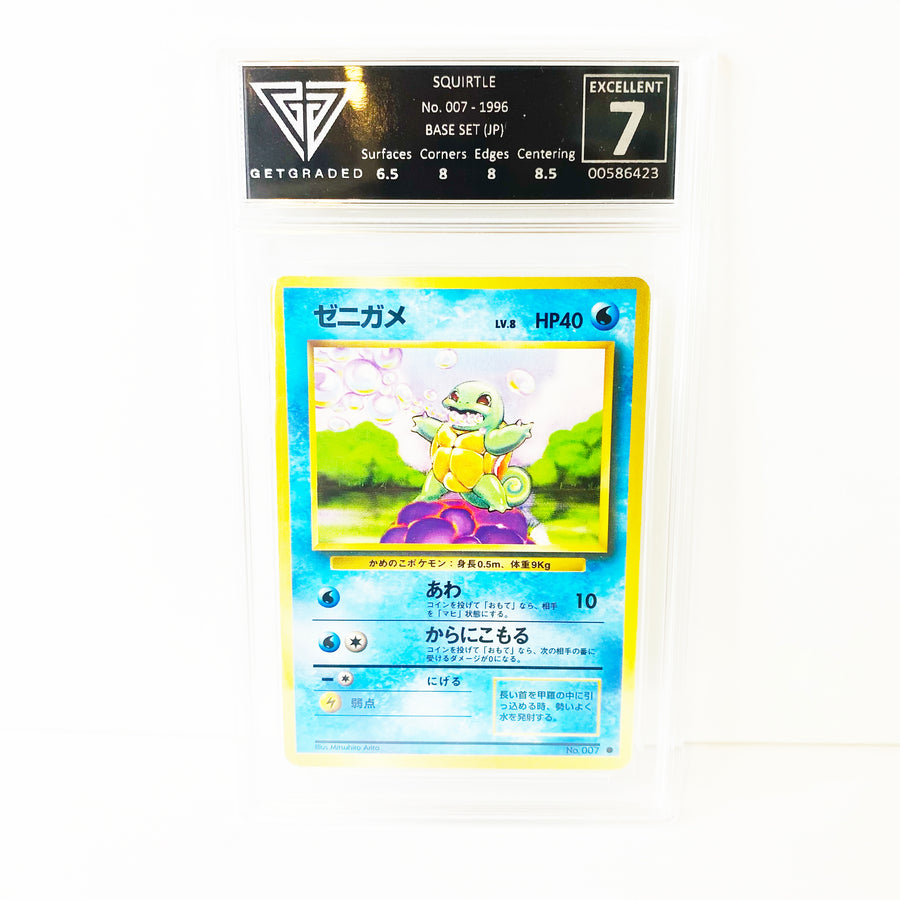 SQUIRTLE
No. 007 - 1996
BASE SET (JP)
Surfaces Corners Edges Centering
6.5 8 8 8.5
GETGRADED
EXCELLENT
7
00586423
ゼニガメ
LV.8 HP40
かめのこポケモン:身長0.5m、体重9Kg
あわ
コインを投げて「おもて」なら、相手
を「マヒ」状態にする。
10
からにこもる
コインを投げて「おもて」なら、次の相手の番に
受けるダメージが0になる。
にげる
弱点
長い首を甲羅の中に引
っ込める時、勢いよく
水を発射する。
Illus. Mitsuhiro Arita
No. 007